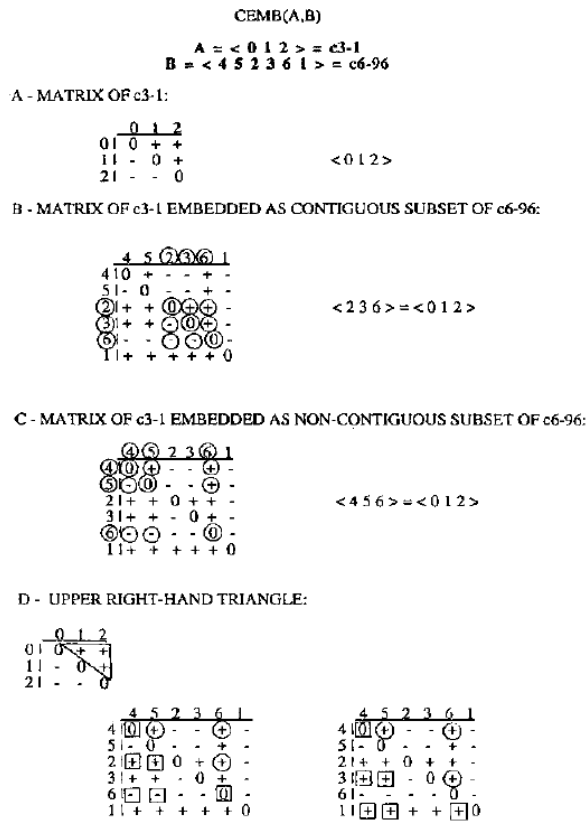 CEMB(A,B)
A = < 0 1 2 > = c3-1
B = < 4 5 2 3 6 1 > = c6-96
A - MATRIX OF c3-1:
0 1 2
0 | 0 + +
1 | - 0 +
2 | - - 0
< 0 1 2 >
B - MATRIX OF c3-1 EMBEDDED AS CONTIGUOUS SUBSET OF c6-96:
4 5 2 3 6 1
4 | 0 + - - + -
5 | - 0 - - + -
2 | + + 0 + + -
3 | + + - 0 + -
6 | - - - - 0 -
1 | + + + + + 0
< 2 3 6 > = < 0 1 2 >
C - MATRIX OF c3-1 EMBEDDED AS NON-CONTIGUOUS SUBSET OF c6-96:
4 5 2 3 6 1
4 | 0 + - - + -
5 | - 0 - - + -
2 | + + 0 + + -
3 | + + - 0 + -
6 | - - - - 0 -
1 | + + + + + 0
< 4 5 6 > = < 0 1 2 >
D - UPPER RIGHT-HAND TRIANGLE:
0 1 2
0 | 0 + +
1 | - 0 +
2 | - - 0
4 5 2 3 6 1
4 | 0 + - - + -
5 | - 0 - - + -
2 | + + 0 + + -
3 | + + - 0 + -
6 | - - - - 0 -
1 | + + + + + 0
4 5 2 3 6 1
4 | 0 + - - + -
5 | - 0 - - + -
2 | + + 0 + + -
3 | + + - 0 + -
6 | - - - - 0 -
1 | + + + + + 0